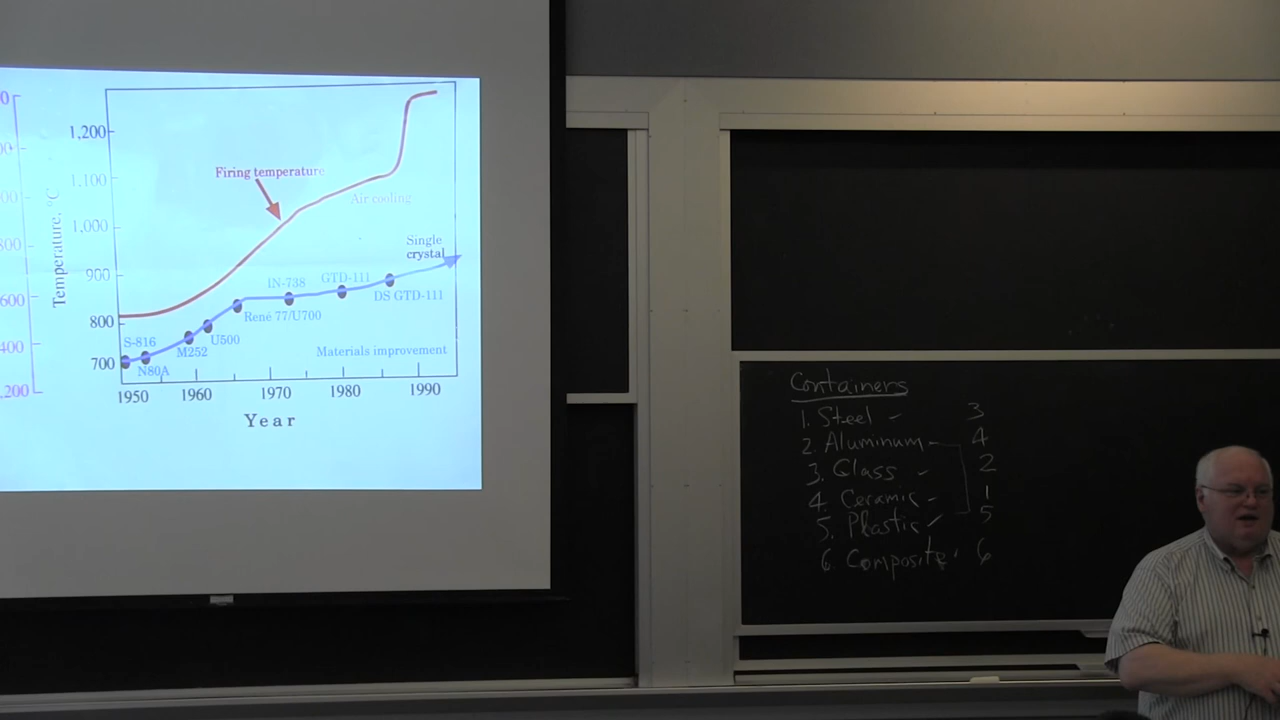 1,200
Firing temperature
1,100
Air cooling
1,000
800
Temperature, °C
Single
crystal
900
IN-738
GTD-111
DS GTD-111
600
800
René 77/U700
S-816
U500
400
M252
Materials improvement
700
N80A
,200
1950
1960
1970
1980
1990
Year
Containers
1. Steel - 3
2. Aluminum - 4
3. Glass - 2
4. Ceramic - 1
5. Plastic 5
6. Composite 6